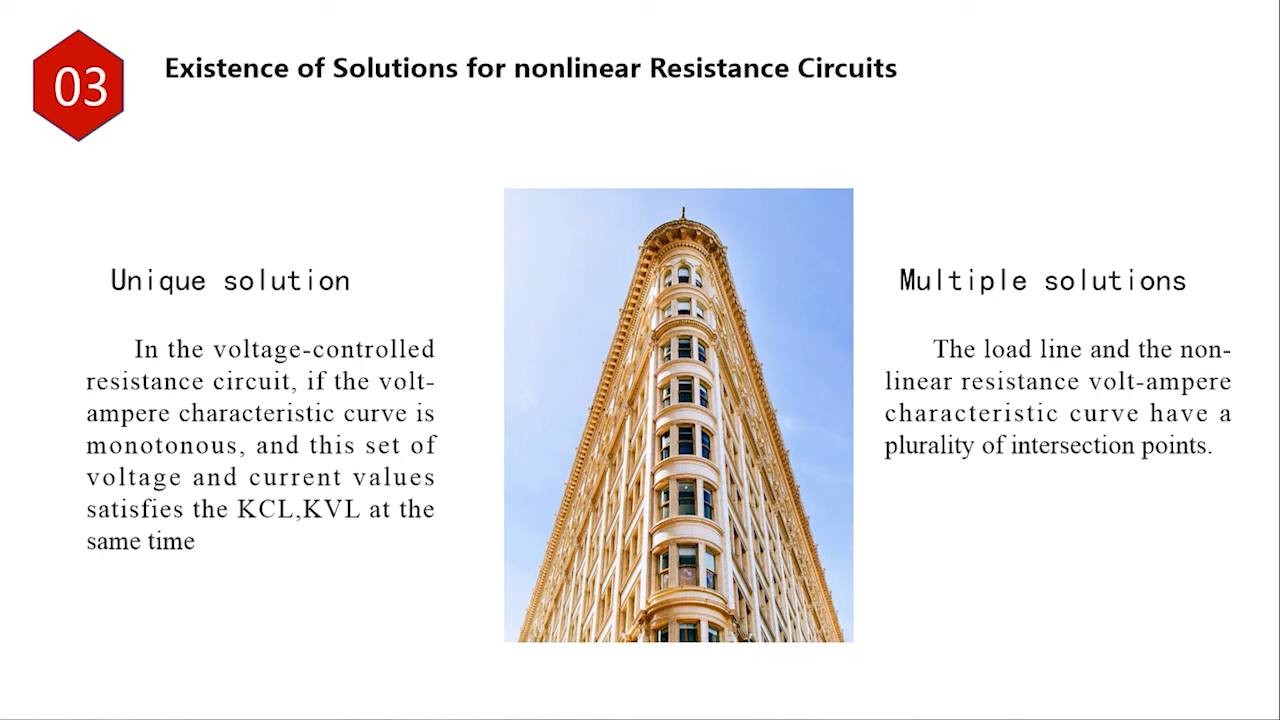 03
Existence of Solutions for nonlinear Resistance Circuits
Unique solution
In the voltage-controlled
resistance circuit, if the volt-
ampere characteristic curve is
monotonous, and this set of
voltage and current values
satisfies the KCL,KVL at the
same time
Multiple solutions
The load line and the non-
linear resistance volt-ampere
characteristic curve have a
plurality of intersection points.